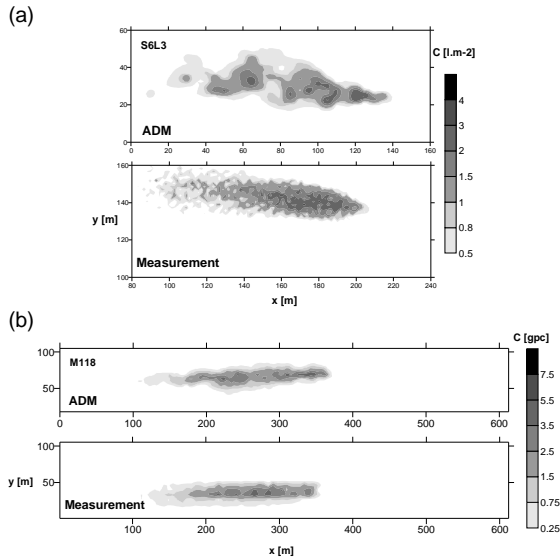 (a)
60
S6L3
40
20
0
ADM
0 20 40 60 80 100 120 140 160
C [l.m-2]
4
3
2
1.5
1
0.8
0.5
160
140
y [m]
120
Measurement
100
80 100 120 140 160 180 200 220 240
x [m]
(b)
100
M118
50
ADM
0 100 200 300 400 500 600
C [gpc]
7.5
5.5
2.5
1.5
0.75
0.25
100
y [m]
50
Measurement
100 200 300 400 500 600
x [m]